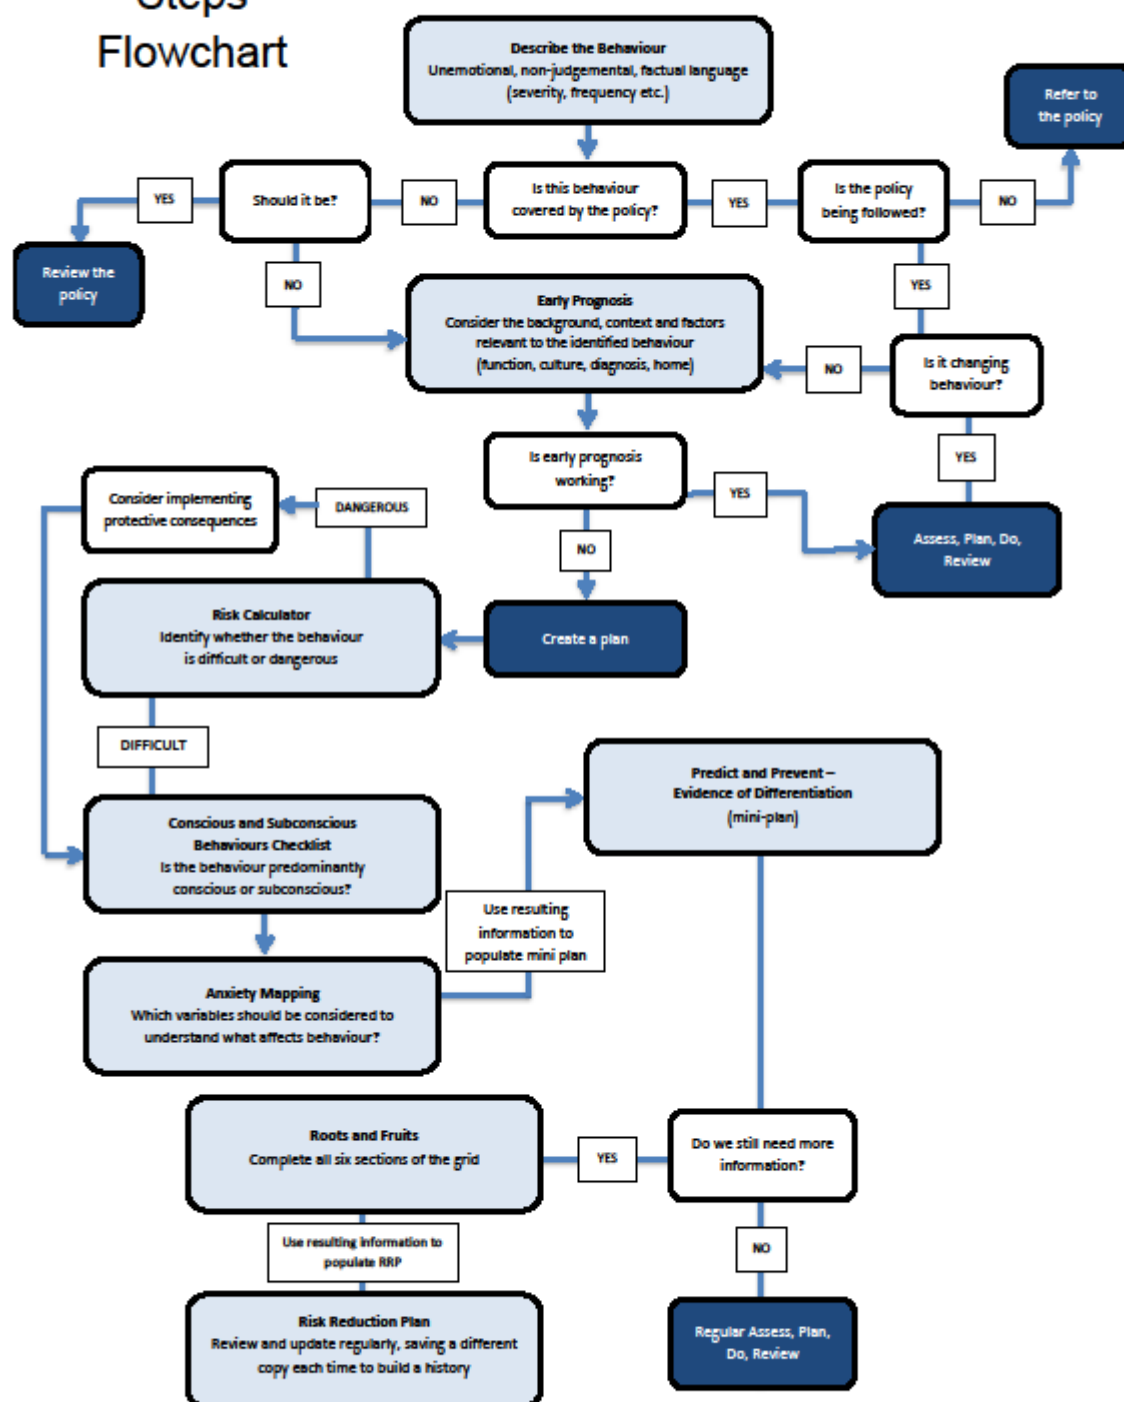 Steps
Flowchart
Describe the Behaviour
Unemotional, non-judgemental, factual language
(severity, frequency etc.)
Refer to
the policy
YES
Should it be?
NO
Is this behaviour
covered by the policy?
YES
Is the policy
being followed?
NO
Review the
policy
NO
YES
Early Prognosis
Consider the background, context and factors
relevant to the identified behaviour
(function, culture, diagnosis, home)
NO
Is it changing
behaviour?
Is early prognosis
working?
YES
YES
Consider implementing
protective consequences
DANGEROUS
NO
Assess, Plan, Do,
Review
Risk Calculator
Identify whether the behaviour
is difficult or dangerous
Create a plan
DIFFICULT
Predict and Prevent –
Evidence of Differentiation
(mini-plan)
Conscious and Subconscious
Behaviours Checklist
Is the behaviour predominantly
conscious or subconscious?
Use resulting
information to
populate mini plan
Anxiety Mapping
Which variables should be considered to
understand what affects behaviour?
Roots and Fruits
Complete all six sections of the grid
YES
Do we still need more
information?
Use resulting information to
populate RRP
NO
Risk Reduction Plan
Review and update regularly, saving a different
copy each time to build a history
Regular Assess, Plan,
Do, Review